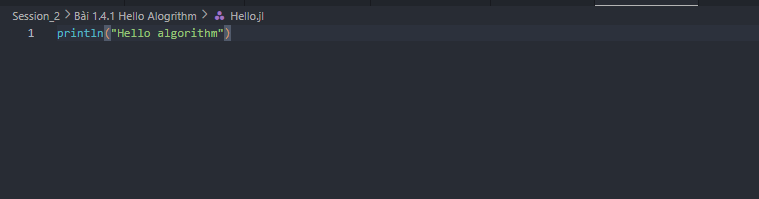 Session_2 > Bài 1.4.1 Hello Alogrithm > Hello.jl
1 println("Hello algorithm")